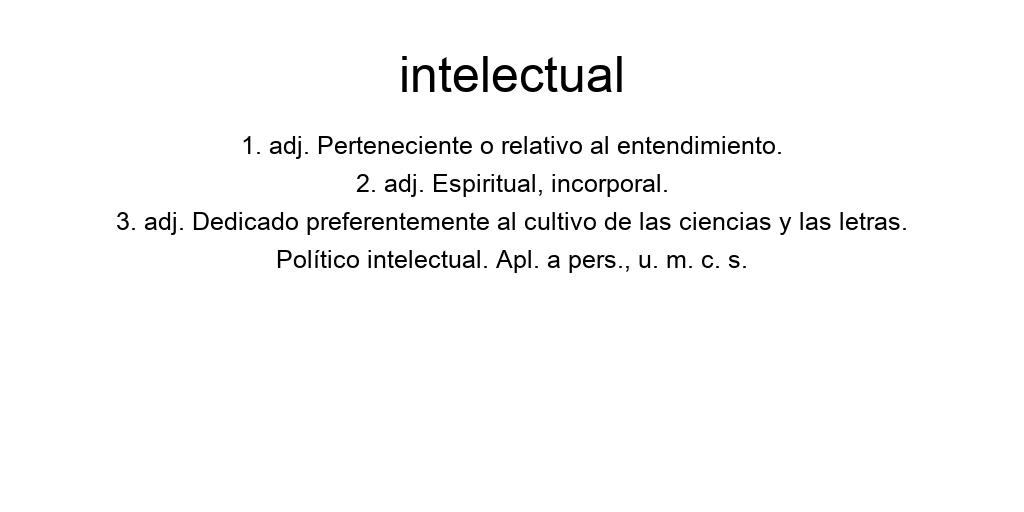 intelectual
1. adj. Perteneciente o relativo al entendimiento.
2. adj. Espiritual, incorporal.
3. adj. Dedicado preferentemente al cultivo de las ciencias y las letras.
Político intelectual. Apl. a pers., u. m. c. s.